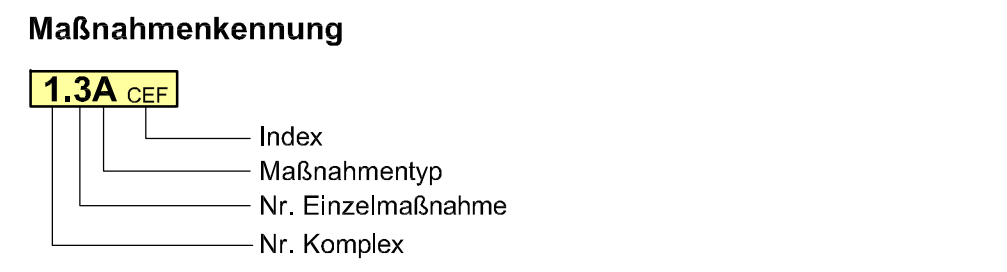 Maßnahmenkennung
1.3A CEF
Index
Maßnahmentyp
Nr. Einzelmaßnahme
Nr. Komplex